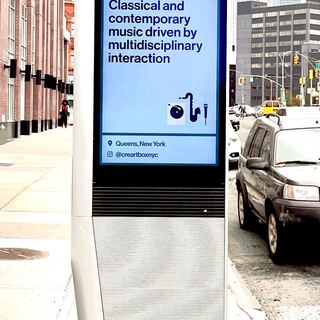 Classical and
contemporary
music driven by
multidisciplinary
interaction
Queens, New York
@creartboxnyc